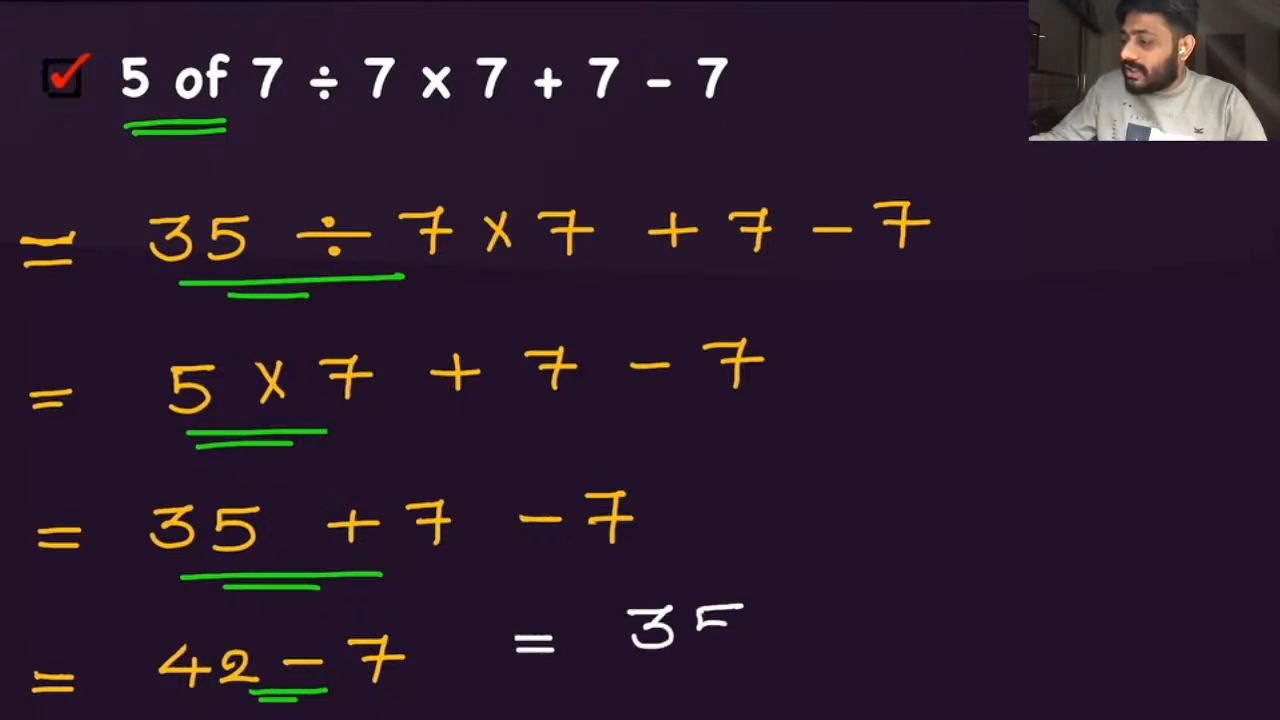 5 of 7 ÷ 7 x 7 + 7 - 7
= 35 ÷ 7 × 7 + 7 - 7
= 5 × 7 + 7 - 7
= 35 + 7 - 7
= 42 - 7 = 35